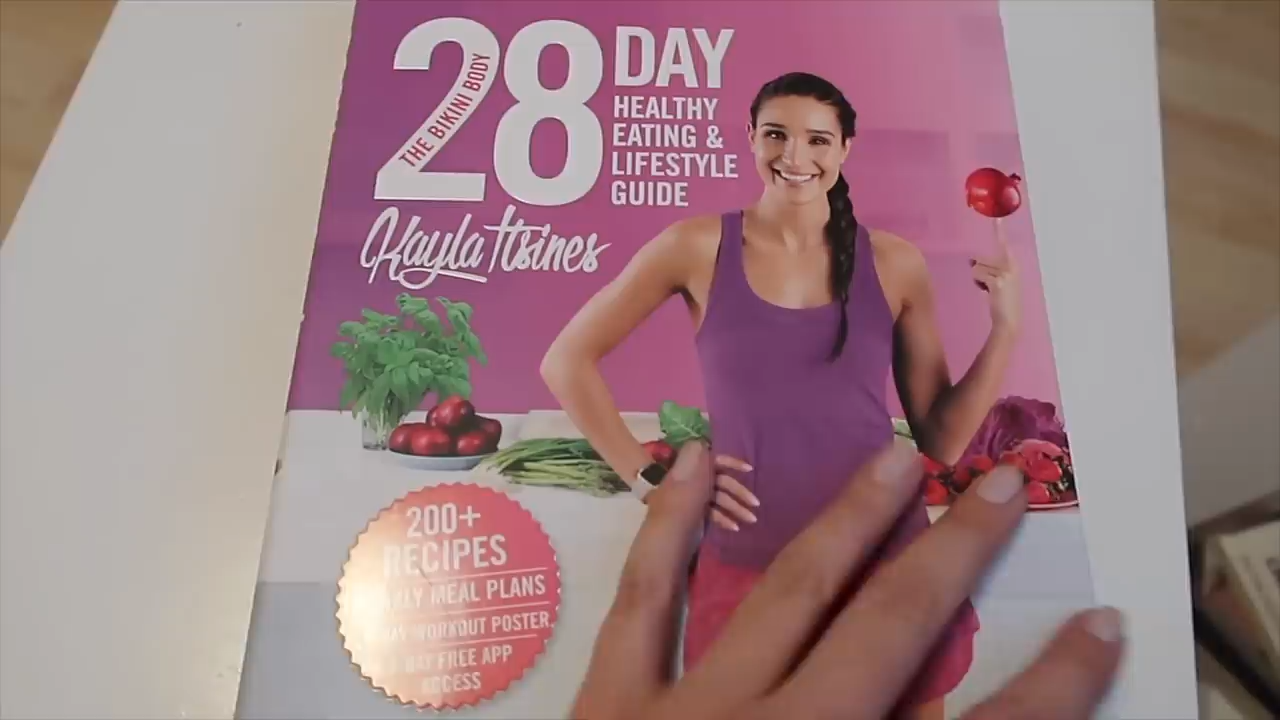 28
THE BIKINI BODY
DAY
HEALTHY
EATING &
LIFESTYLE
GUIDE
Kayla Itsines
200+
RECIPES
MEAL PLANS
WORKOUT POSTER,
FREE APP
ACCESS